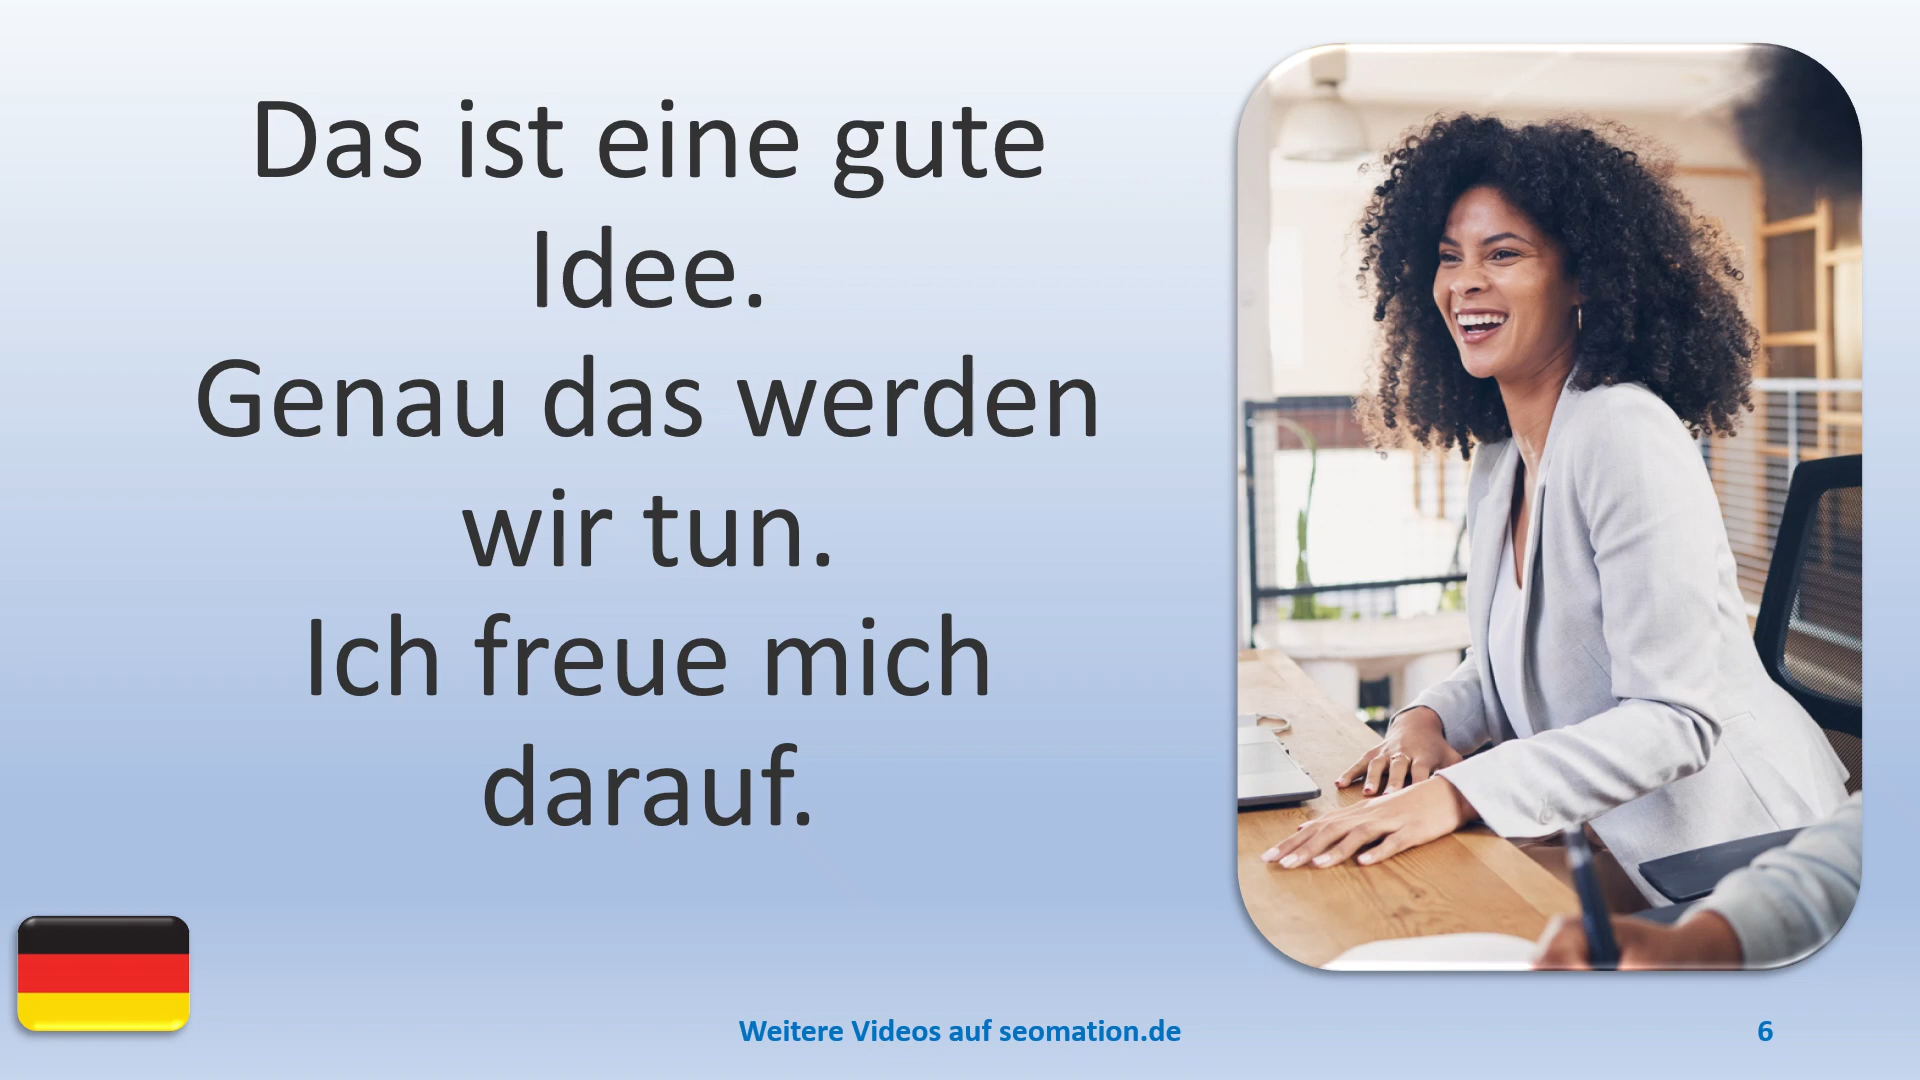 Das ist eine gute
Idee.
Genau das werden
wir tun.
Ich freue mich
darauf.
Weitere Videos auf seomation.de
6